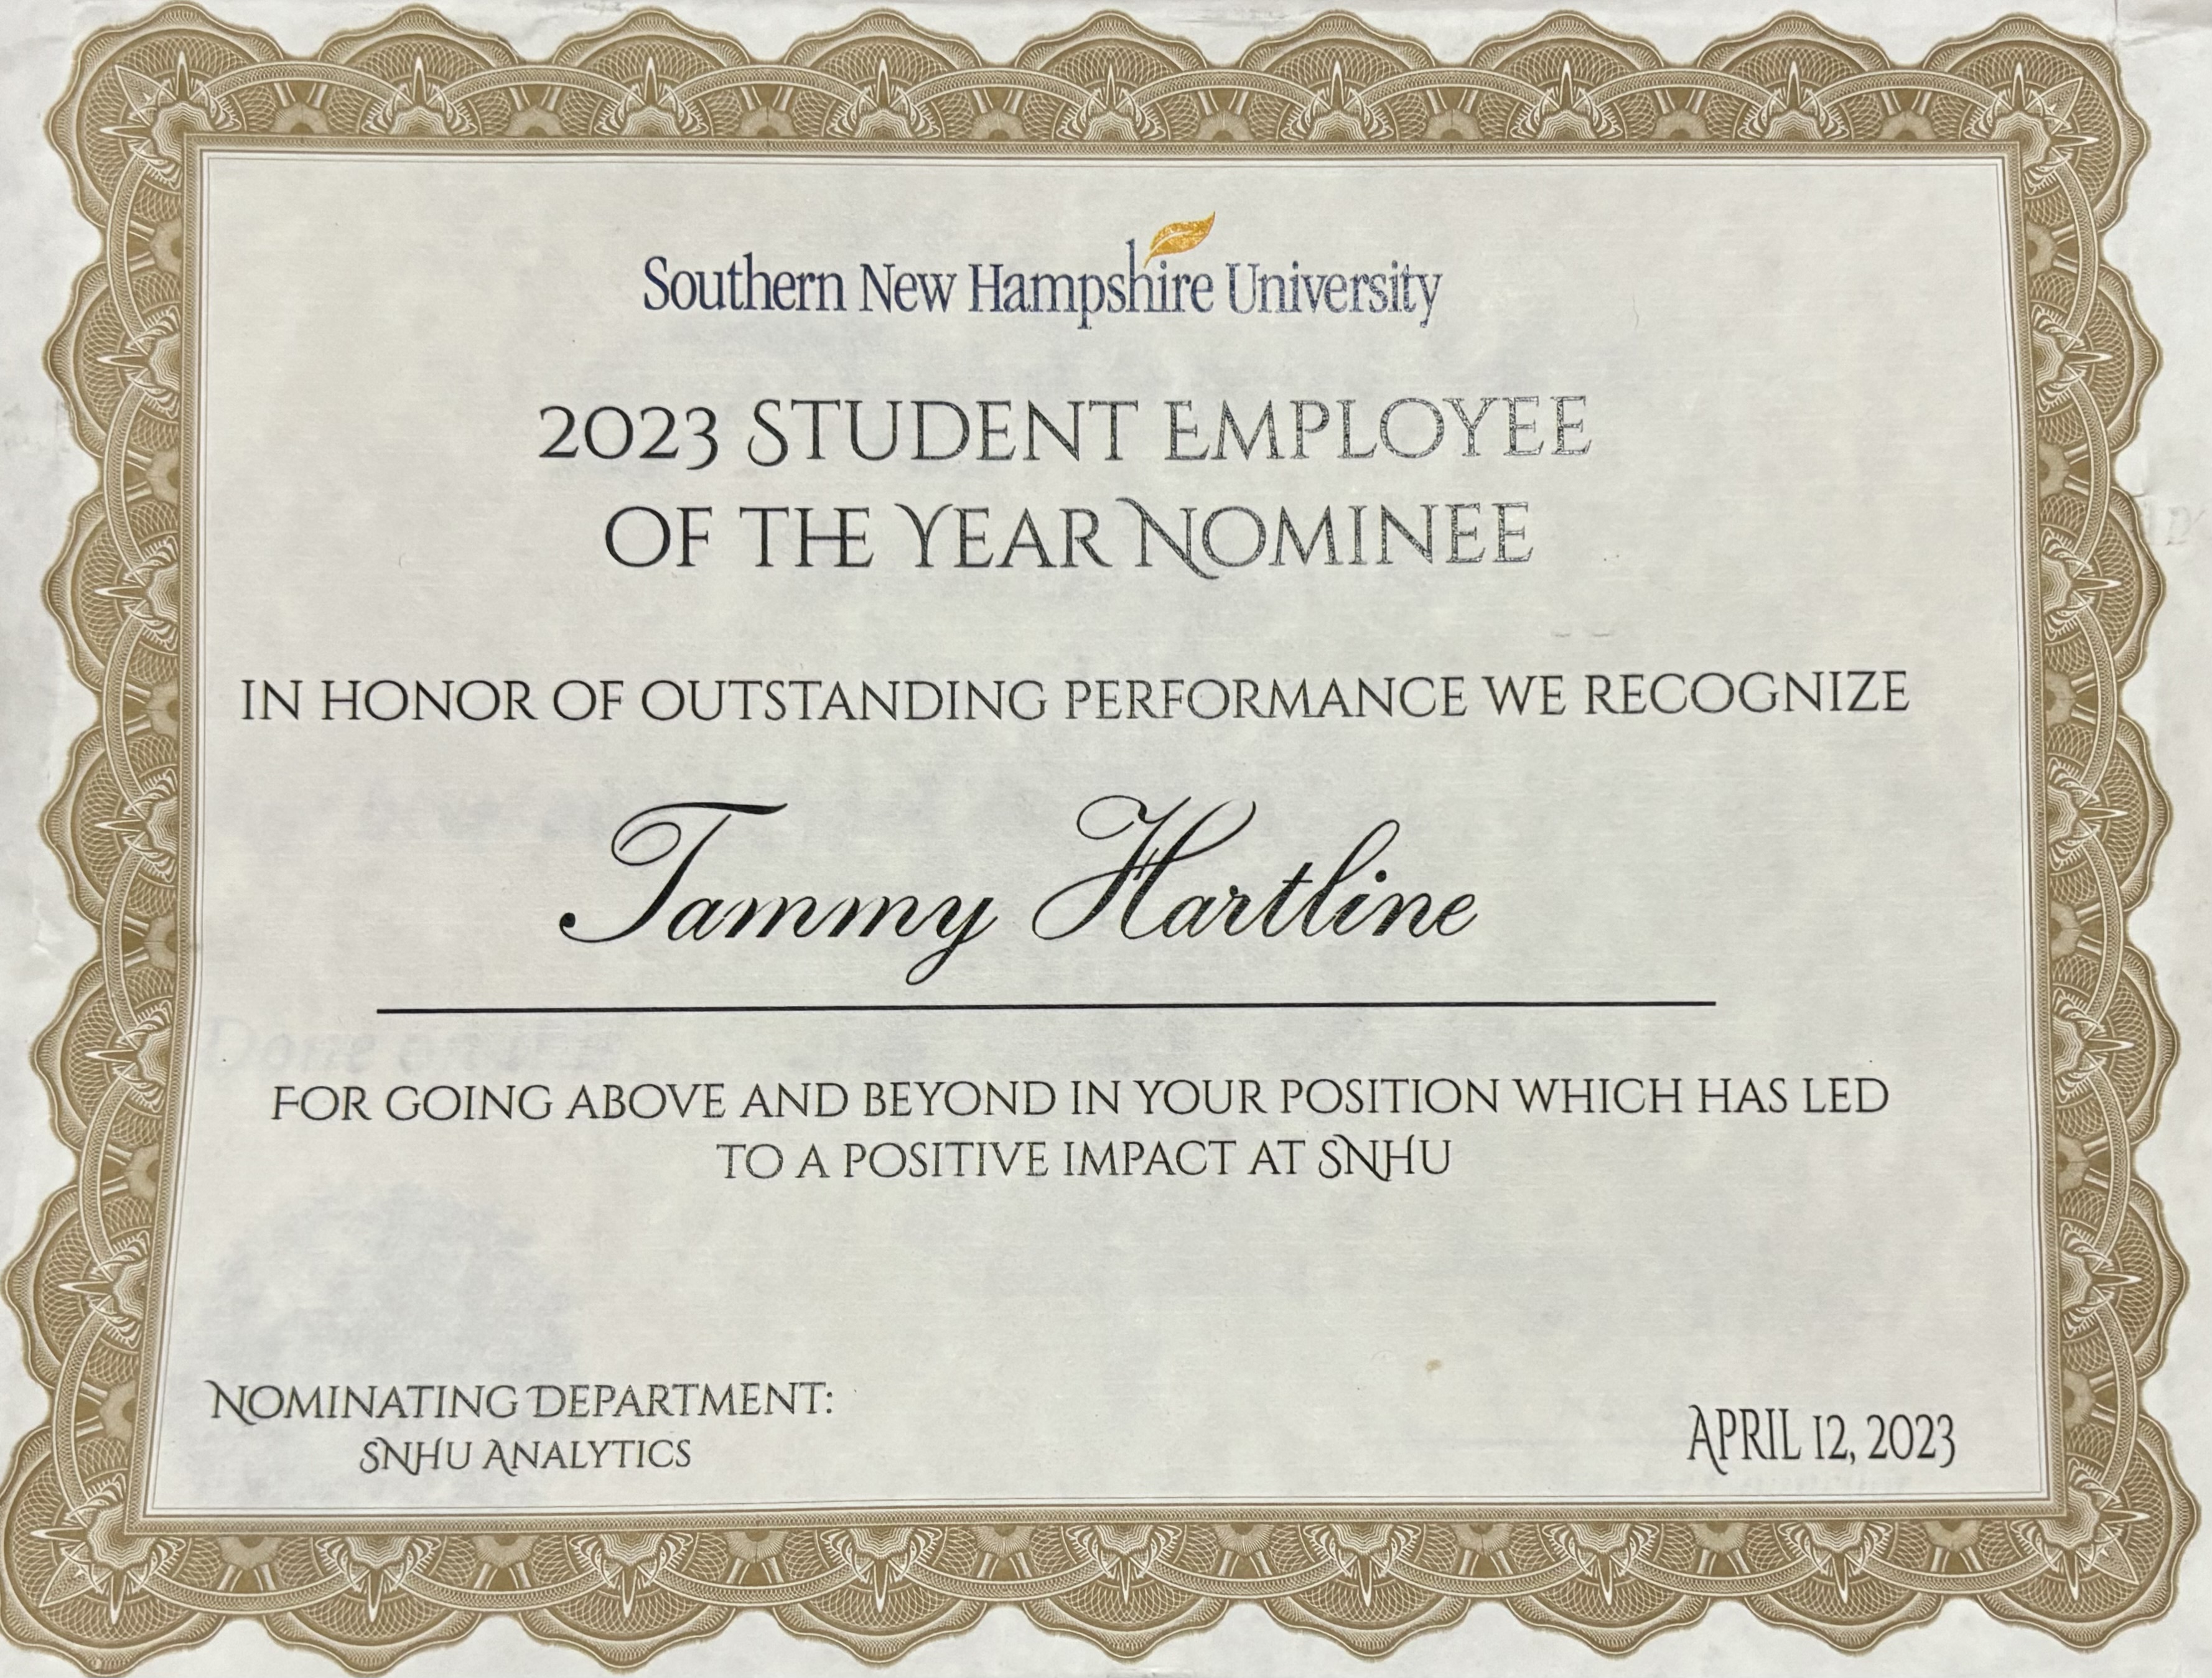 Southern New Hampshire University
2023 STUDENT EMPLOYEE
OF THE YEAR NOMINEE
IN HONOR OF OUTSTANDING PERFORMANCE WE RECOGNIZE
Tammy Hartline
FOR GOING ABOVE AND BEYOND IN YOUR POSITION WHICH HAS LED
TO A POSITIVE IMPACT AT SNHU
NOMINATING DEPARTMENT:
SNHU ANALYTICS
APRIL 12, 2023